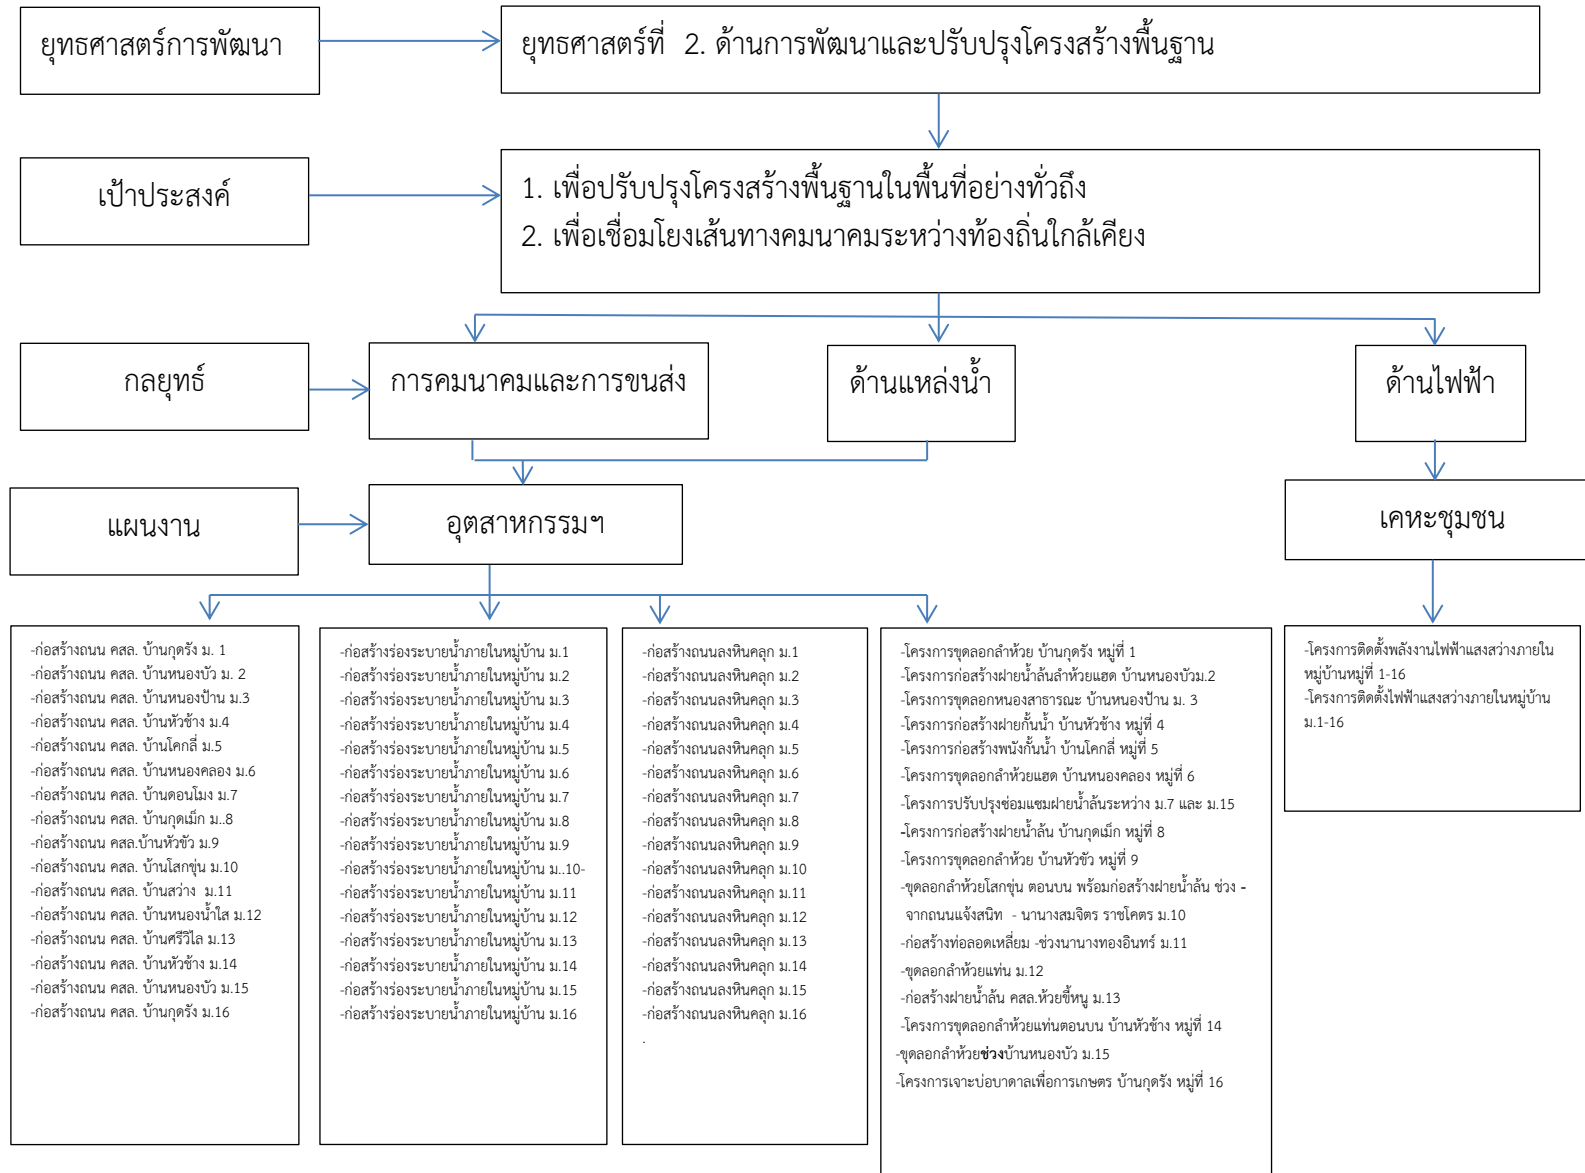 ยุทธศาสตร์การพัฒนา
ยุทธศาสตร์ที่  2. ด้านการพัฒนาและปรับปรุงโครงสร้างพื้นฐาน
เป้าประสงค์
1. เพื่อปรับปรุงโครงสร้างพื้นฐานในพื้นที่อย่างทั่วถึง
2. เพื่อเชื่อมโยงเส้นทางคมนาคมระหว่างท้องถิ่นใกล้เคียง
กลยุทธ์
การคมนาคมและการขนส่ง
ด้านแหล่งน้ำ
ด้านไฟฟ้า
แผนงาน
อุตสาหกรรมฯ
เคหะชุมชน
-ก่อสร้างถนน คสล. บ้านกุดรัง ม. 1
-ก่อสร้างถนน คสล. บ้านหนองบัว ม. 2
-ก่อสร้างถนน คสล. บ้านหนองป้าน ม.3
-ก่อสร้างถนน คสล. บ้านหัวช้าง ม.4
-ก่อสร้างถนน คสล. บ้านโคกลี่ ม.5
-ก่อสร้างถนน คสล. บ้านหนองคลอง ม.6
-ก่อสร้างถนน คสล. บ้านดอนโมง ม.7
-ก่อสร้างถนน คสล. บ้านกุดเม็ก ม..8
-ก่อสร้างถนน คสล.บ้านหัวขัว ม.9
-ก่อสร้างถนน คสล. บ้านโสกขุ่น ม.10
-ก่อสร้างถนน คสล. บ้านสว่าง  ม.11
-ก่อสร้างถนน คสล. บ้านหนองน้ำใส ม.12
-ก่อสร้างถนน คสล. บ้านศรีวิไล ม.13
-ก่อสร้างถนน คสล. บ้านหัวช้าง ม.14
-ก่อสร้างถนน คสล. บ้านหนองบัว ม.15
-ก่อสร้างถนน คสล. บ้านกุดรัง ม.16
-ก่อสร้างร่องระบายน้ำภายในหมู่บ้าน ม.1
-ก่อสร้างร่องระบายน้ำภายในหมู่บ้าน ม.2
-ก่อสร้างร่องระบายน้ำภายในหมู่บ้าน ม.3
-ก่อสร้างร่องระบายน้ำภายในหมู่บ้าน ม.4
-ก่อสร้างร่องระบายน้ำภายในหมู่บ้าน ม.5
-ก่อสร้างร่องระบายน้ำภายในหมู่บ้าน ม.6
-ก่อสร้างร่องระบายน้ำภายในหมู่บ้าน ม.7
-ก่อสร้างร่องระบายน้ำภายในหมู่บ้าน ม.8
-ก่อสร้างร่องระบายน้ำภายในหมู่บ้าน ม.9
-ก่อสร้างร่องระบายน้ำภายในหมู่บ้าน ม..10-
-ก่อสร้างร่องระบายน้ำภายในหมู่บ้าน ม.11
-ก่อสร้างร่องระบายน้ำภายในหมู่บ้าน ม.12
-ก่อสร้างร่องระบายน้ำภายในหมู่บ้าน ม.13
-ก่อสร้างร่องระบายน้ำภายในหมู่บ้าน ม.14
-ก่อสร้างร่องระบายน้ำภายในหมู่บ้าน ม.15
-ก่อสร้างร่องระบายน้ำภายในหมู่บ้าน ม.16
-ก่อสร้างถนนลงหินคลุก ม.1
-ก่อสร้างถนนลงหินคลุก ม.2
-ก่อสร้างถนนลงหินคลุก ม.3
-ก่อสร้างถนนลงหินคลุก ม.4
-ก่อสร้างถนนลงหินคลุก ม.5
-ก่อสร้างถนนลงหินคลุก ม.6
-ก่อสร้างถนนลงหินคลุก ม.7
-ก่อสร้างถนนลงหินคลุก ม.8
-ก่อสร้างถนนลงหินคลุก ม.9
-ก่อสร้างถนนลงหินคลุก ม.10
-ก่อสร้างถนนลงหินคลุก ม.11
-ก่อสร้างถนนลงหินคลุก ม.12
-ก่อสร้างถนนลงหินคลุก ม.13
-ก่อสร้างถนนลงหินคลุก ม.14
-ก่อสร้างถนนลงหินคลุก ม.15
-ก่อสร้างถนนลงหินคลุก ม.16
.
-โครงการขุดลอกลำห้วย บ้านกุดรัง หมู่ที่ 1
-โครงการก่อสร้างฝายน้ำล้นลำห้วยแฮด บ้านหนองบัวม.2
-โครงการขุดลอกหนองสาธารณะ บ้านหนองป้าน ม. 3
-โครงการก่อสร้างฝายกั้นน้ำ บ้านหัวช้าง หมู่ที่ 4
-โครงการก่อสร้างพนังกั้นน้ำ บ้านโคกลี่ หมู่ที่ 5
-โครงการขุดลอกลำห้วยแฮด บ้านหนองคลอง หมู่ที่ 6
-โครงการปรับปรุงซ่อมแซมฝายน้ำล้นระหว่าง ม.7 และ ม.15
-โครงการก่อสร้างฝายน้ำล้น บ้านกุดเม็ก หมู่ที่ 8
-โครงการขุดลอกลำห้วย บ้านหัวขัว หมู่ที่ 9
-ขุดลอกลำห้วยโสกขุ่น ตอนบน พร้อมก่อสร้างฝายน้ำล้น ช่วง -
จากถนนแจ้งสนิท  - นานางสมจิตร ราชโคตร ม.10
-ก่อสร้างท่อลอดเหลี่ยม -ช่วงนานางทองอินทร์ ม.11
-ขุดลอกลำห้วยแท่น ม.12
-ก่อสร้างฝายน้ำล้น คสล.ห้วยขี้หนู ม.13
-โครงการขุดลอกลำห้วยแท่นตอนบน บ้านหัวช้าง หมู่ที่ 14
-ขุดลอกลำห้วยช่วงบ้านหนองบัว ม.15
-โครงการเจาะบ่อบาดาลเพื่อการเกษตร บ้านกุดรัง หมู่ที่ 16
-โครงการติดตั้งพลังงานไฟฟ้าแสงสว่างภายใน
หมู่บ้านหมู่ที่ 1-16
-โครงการติดตั้งไฟฟ้าแสงสว่างภายในหมู่บ้าน
ม.1-16